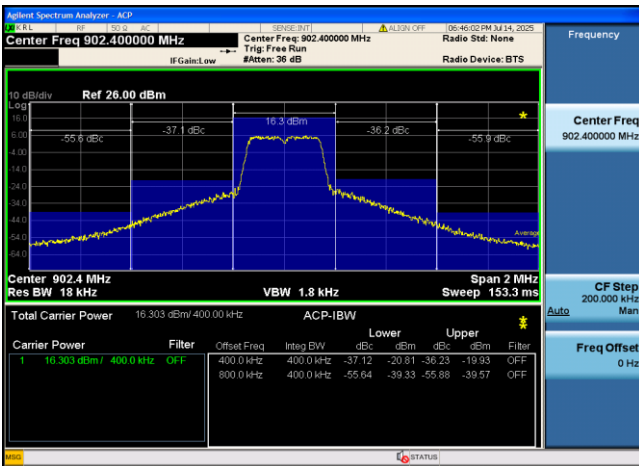 Agilent Spectrum Analyzer - ACP
RL RF 50 Ω AC SENSE:INT ALIGN OFF 06:46:02 PM Jul 14, 2025
Center Freq 902.400000 MHz
Center Freq: 902.400000 MHz
Radio Std: None
Trig: Free Run
IFGain:Low
#Atten: 36 dB
Radio Device: BTS
Frequency
10 dB/div
Ref 26.00 dBm
Log
16.0
6.00
-4.00
-14.0
-24.0
-34.0
-44.0
-54.0
-64.0
-55.6 dBc
-37.1 dBc
16.3 dBm
-36.2 dBc
-55.9 dBc
Average
Center Freq
902.400000 MHz
Center 902.4 MHz
Span 2 MHz
Res BW 18 kHz
VBW 1.8 kHz
Sweep 153.3 ms
CF Step
200.000 kHz
Auto Man
Total Carrier Power 16.303 dBm/ 400.00 kHz
ACP-IBW
Lower Upper
Carrier Power Filter
Offset Freq Integ BW dBc dBm dBc dBm Filter
1 16.303 dBm / 400.0 kHz OFF
400.0 kHz 400.0 kHz -37.12 -20.81 -36.23 -19.93 OFF
800.0 kHz 400.0 kHz -55.64 -39.33 -55.88 -39.57 OFF
Freq Offset
0 Hz
MSG
STATUS